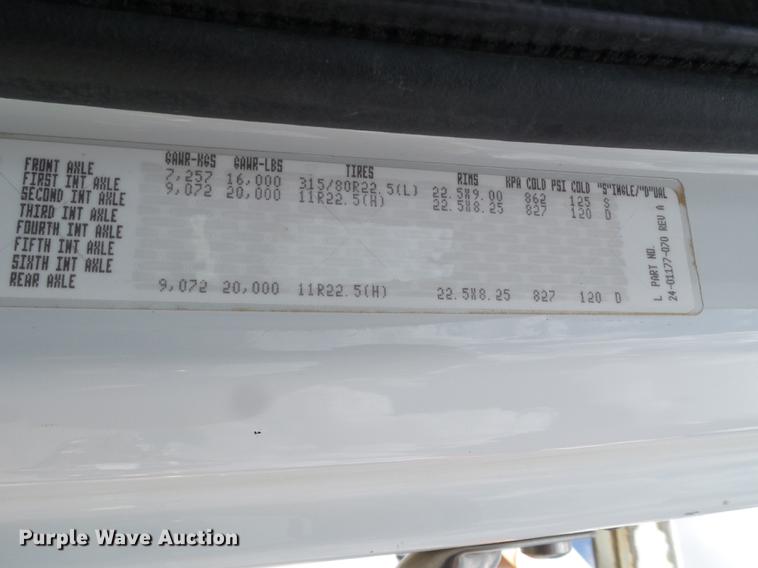 GAWR-KGS GAWR-LBS TIRES RIMS KPA COLD PSI COLD "S"INGLE/"D"UAL
FRONT AXLE 7,257 16,000 315/80R22.5(L) 22.5X9.00 862 125 S
FIRST INT AXLE 9,072 20,000 11R22.5(H) 22.5X8.25 827 120 D
SECOND INT AXLE
THIRD INT AXLE
FOURTH INT AXLE
FIFTH INT AXLE
SIXTH INT AXLE
REAR AXLE 9,072 20,000 11R22.5(H) 22.5X8.25 827 120 D
L PART NO.
24-01177-070 REV A
Purple Wave Auction